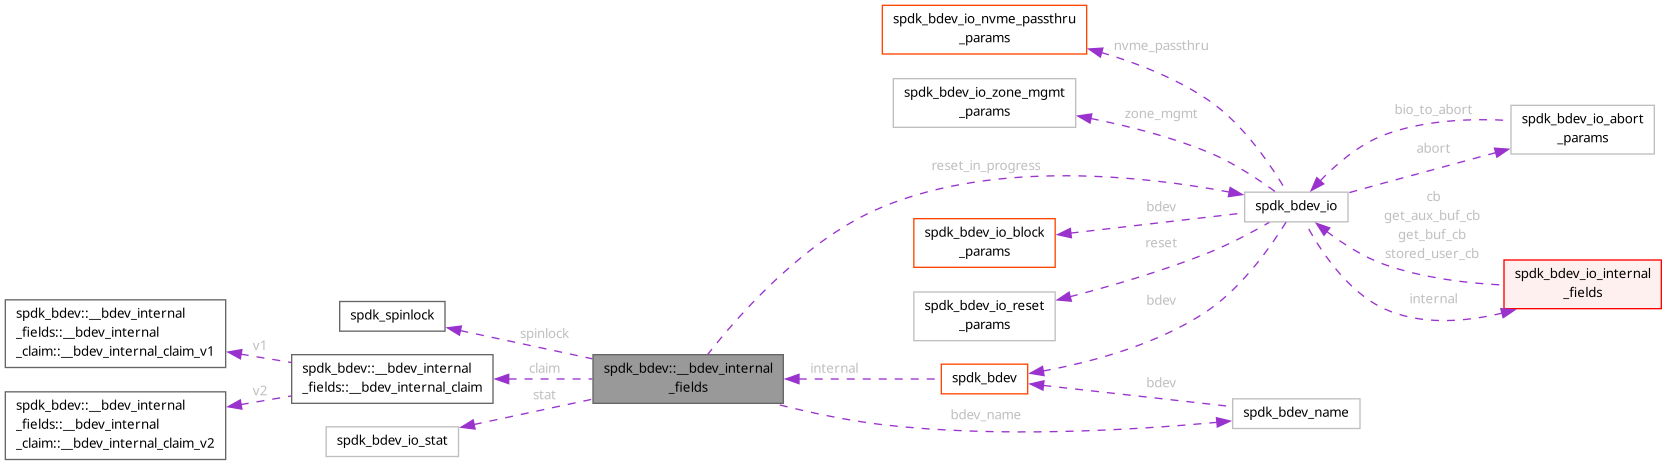 spdk_bdev_io_nvme_passthru
_params
nvme_passthru
spdk_bdev_io_zone_mgmt
_params
zone_mgmt
bio_to_abort
spdk_bdev_io_abort
_params
abort
reset_in_progress
spdk_bdev_io
cb
get_aux_buf_cb
get_buf_cb
stored_user_cb
bdev
spdk_bdev_io_block
_params
reset
spdk_bdev_io_internal
_fields
internal
spdk_bdev_io_reset
_params
bdev
spdk_bdev::__bdev_internal
_fields::__bdev_internal
_claim::__bdev_internal_claim_v1
v1
spdk_spinlock
spinlock
spdk_bdev::__bdev_internal
_fields::__bdev_internal_claim
claim
spdk_bdev::__bdev_internal
_fields
internal
spdk_bdev
bdev
v2
stat
spdk_bdev::__bdev_internal
_fields::__bdev_internal
_claim::__bdev_internal_claim_v2
spdk_bdev_io_stat
bdev_name
spdk_bdev_name